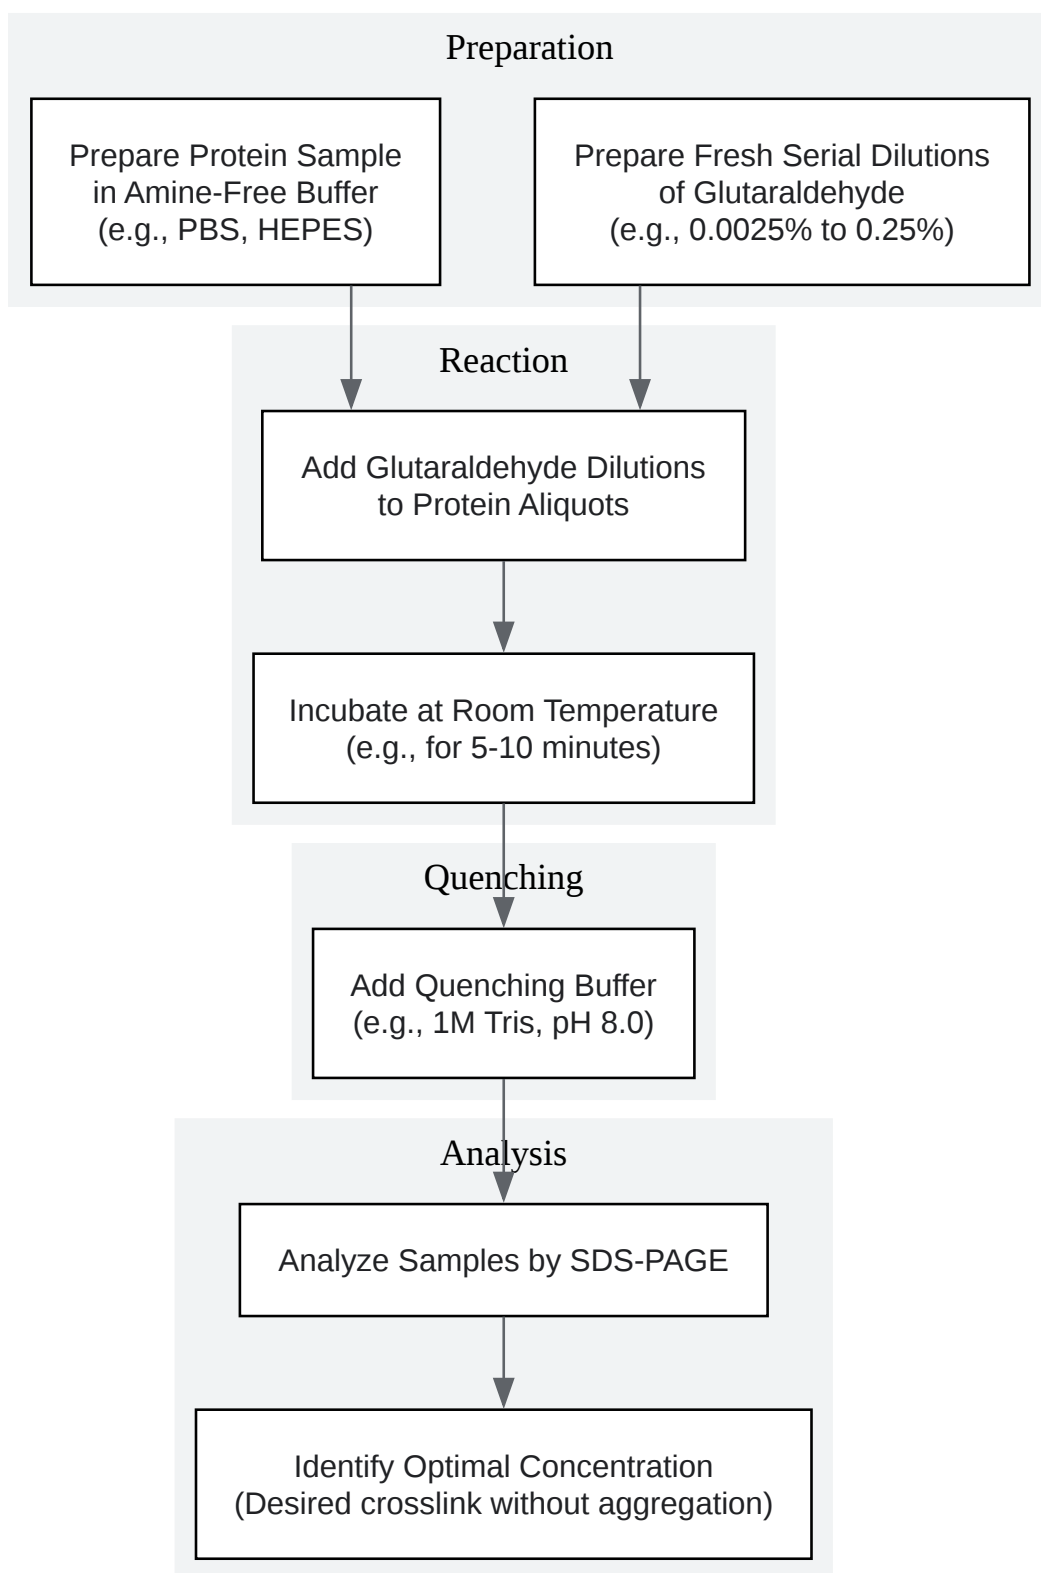 Preparation
Prepare Protein Sample
in Amine-Free Buffer
(e.g., PBS, HEPES)
Prepare Fresh Serial Dilutions
of Glutaraldehyde
(e.g., 0.0025% to 0.25%)
Reaction
Add Glutaraldehyde Dilutions
to Protein Aliquots
Incubate at Room Temperature
(e.g., for 5-10 minutes)
Quenching
Add Quenching Buffer
(e.g., 1M Tris, pH 8.0)
Analysis
Analyze Samples by SDS-PAGE
Identify Optimal Concentration
(Desired crosslink without aggregation)